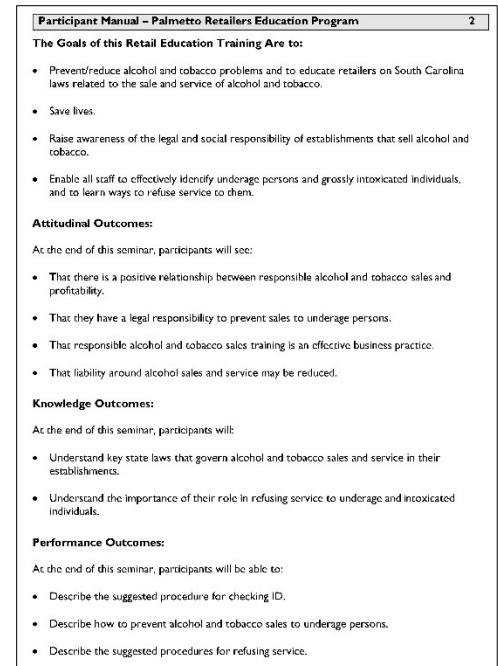 Participant Manual – Palmetto Retailers Education Program 2
The Goals of this Retail Education Training Are to:
• Prevent/reduce alcohol and tobacco problems and to educate retailers on South Carolina
laws related to the sale and service of alcohol and tobacco.
• Save lives.
• Raise awareness of the legal and social responsibility of establishments that sell alcohol and
tobacco.
• Enable all staff to effectively identify underage persons and grossly intoxicated individuals,
and to learn ways to refuse service to them.
Attitudinal Outcomes:
At the end of this seminar, participants will see:
• That there is a positive relationship between responsible alcohol and tobacco sales and
profitability.
• That they have a legal responsibility to prevent sales to underage persons.
• That responsible alcohol and tobacco sales training is an effective business practice.
• That liability around alcohol sales and service may be reduced.
Knowledge Outcomes:
At the end of this seminar, participants will:
• Understand key state laws that govern alcohol and tobacco sales and service in their
establishments.
• Understand the importance of their role in refusing service to underage and intoxicated
individuals.
Performance Outcomes:
At the end of this seminar, participants will be able to:
• Describe the suggested procedure for checking ID.
• Describe how to prevent alcohol and tobacco sales to underage persons.
• Describe the suggested procedures for refusing service.